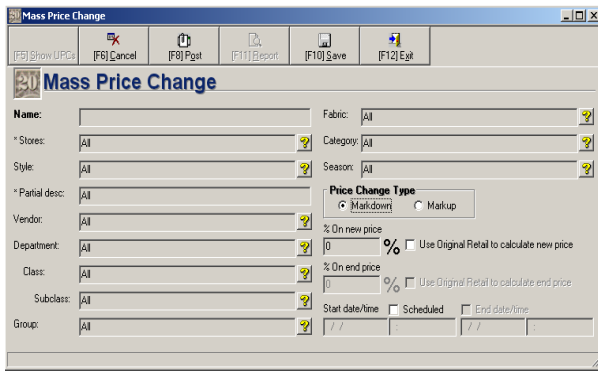 Mass Price Change
[F5] Show UPCs [F6] Cancel [F8] Post [F11] Report [F10] Save [F12] Exit
20 Mass Price Change
Name:
* Stores: All ?
Style: All ?
* Partial desc: All
Vendor: All ?
Department: All ?
Class: All ?
Subclass: All ?
Group: All ?
Fabric: All ?
Category: All ?
Season: All ?
Price Change Type
Markdown Markup
% On new price
0 % Use Original Retail to calculate new price
% On end price
0 % Use Original Retail to calculate end price
Start date/time Scheduled End date/time
/ / : / / :